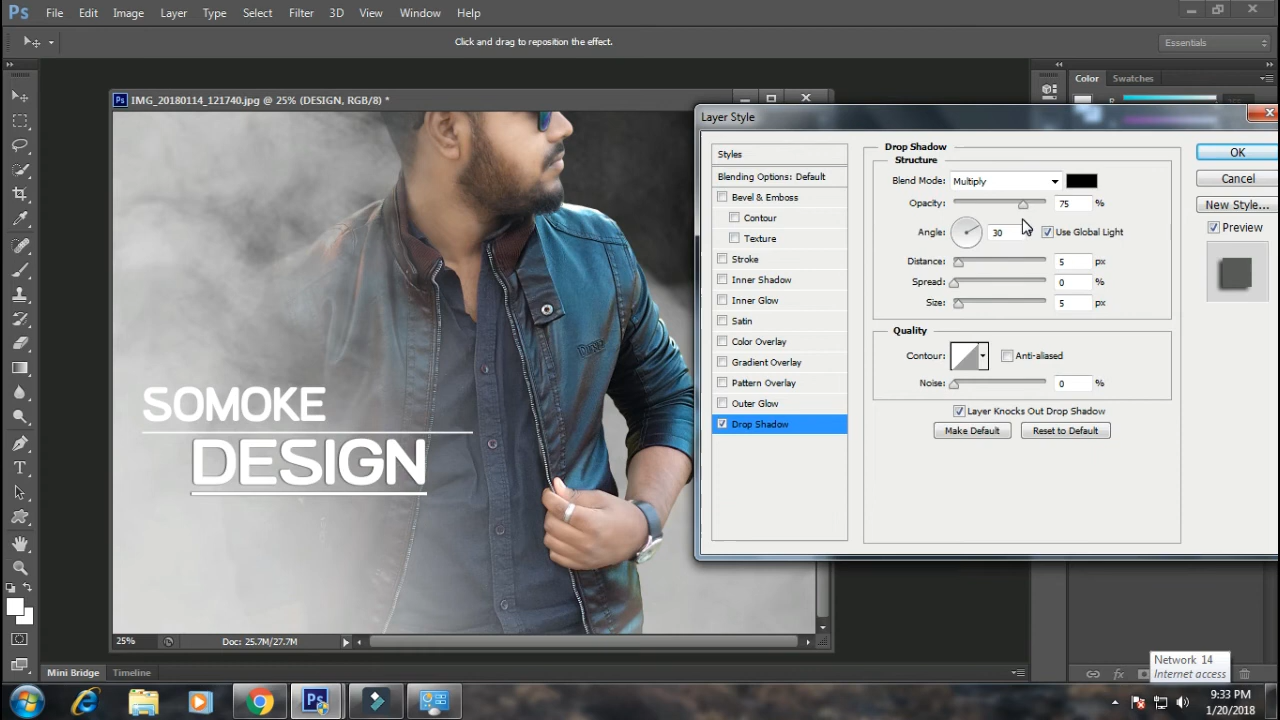 Ps File Edit Image Layer Type Select Filter 3D View Window Help
Click and drag to reposition the effect.
Essentials
Ps IMG_20180114_121740.jpg @ 25% (DESIGN, RGB/8) *
Color Swatches
SOMOKE
DESIGN
25% Doc: 25.7M/27.7M
Mini Bridge Timeline
Layer Style
Styles
Blending Options: Default
Bevel & Emboss
Contour
Texture
Stroke
Inner Shadow
Inner Glow
Satin
Color Overlay
Gradient Overlay
Pattern Overlay
Outer Glow
Drop Shadow
Drop Shadow
Structure
Blend Mode: Multiply
Opacity: 75 %
Angle: 30 Use Global Light
Distance: 5 px
Spread: 0 %
Size: 5 px
Quality
Contour: Anti-aliased
Noise: 0 %
Layer Knocks Out Drop Shadow
Make Default Reset to Default
OK
Cancel
New Style...
Preview
fx
Network 14
Internet access
Ps
9:33 PM
1/20/2018